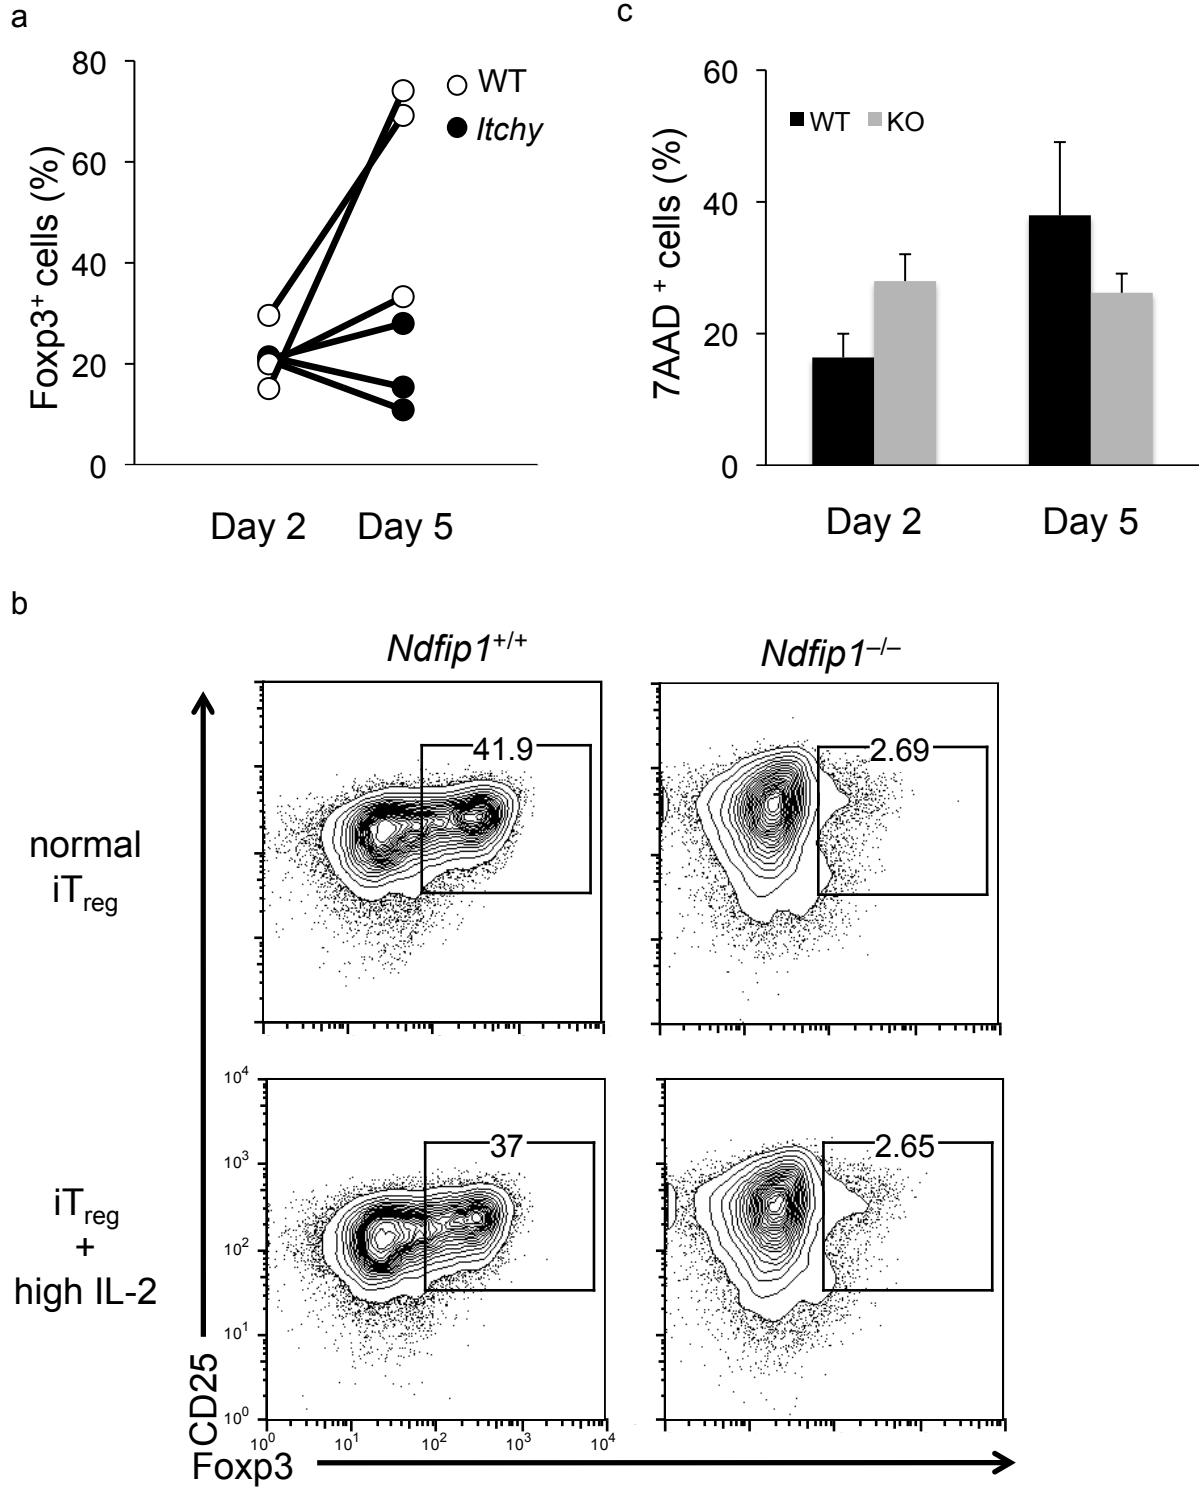 a
80
60
40
20
0
Foxp3⁺ cells (%)
WT
Itchy
Day 2 Day 5
c
60
40
20
0
7AAD ⁺ cells (%)
WT KO
Day 2 Day 5
b
Ndfip1⁺/⁺ Ndfip1⁻/⁻
normal
iTreg
41.9
2.69
iTreg
+
high IL-2
37
2.65
10⁴
10³
10²
10¹
10⁰
10⁰ 10¹ 10² 10³ 10⁴
CD25
Foxp3